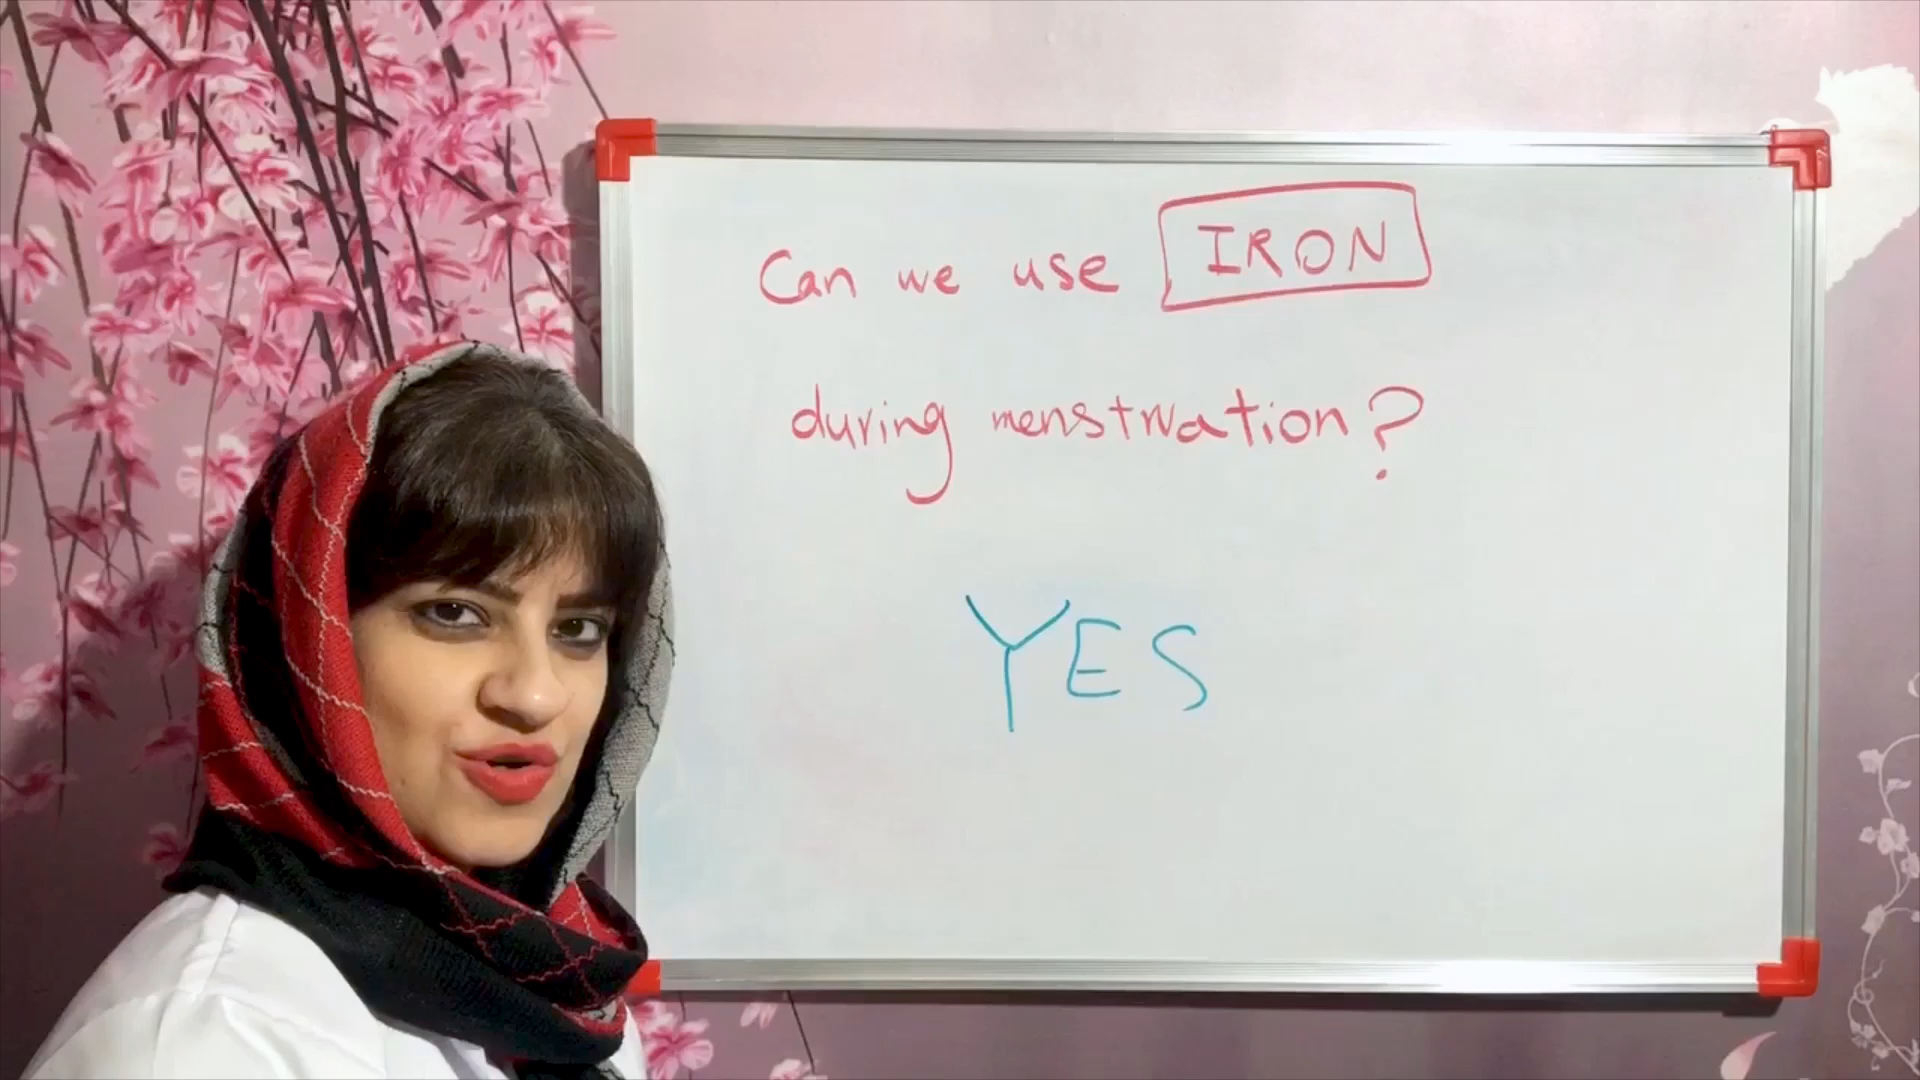 Can we use IRON
during menstruation?
YES